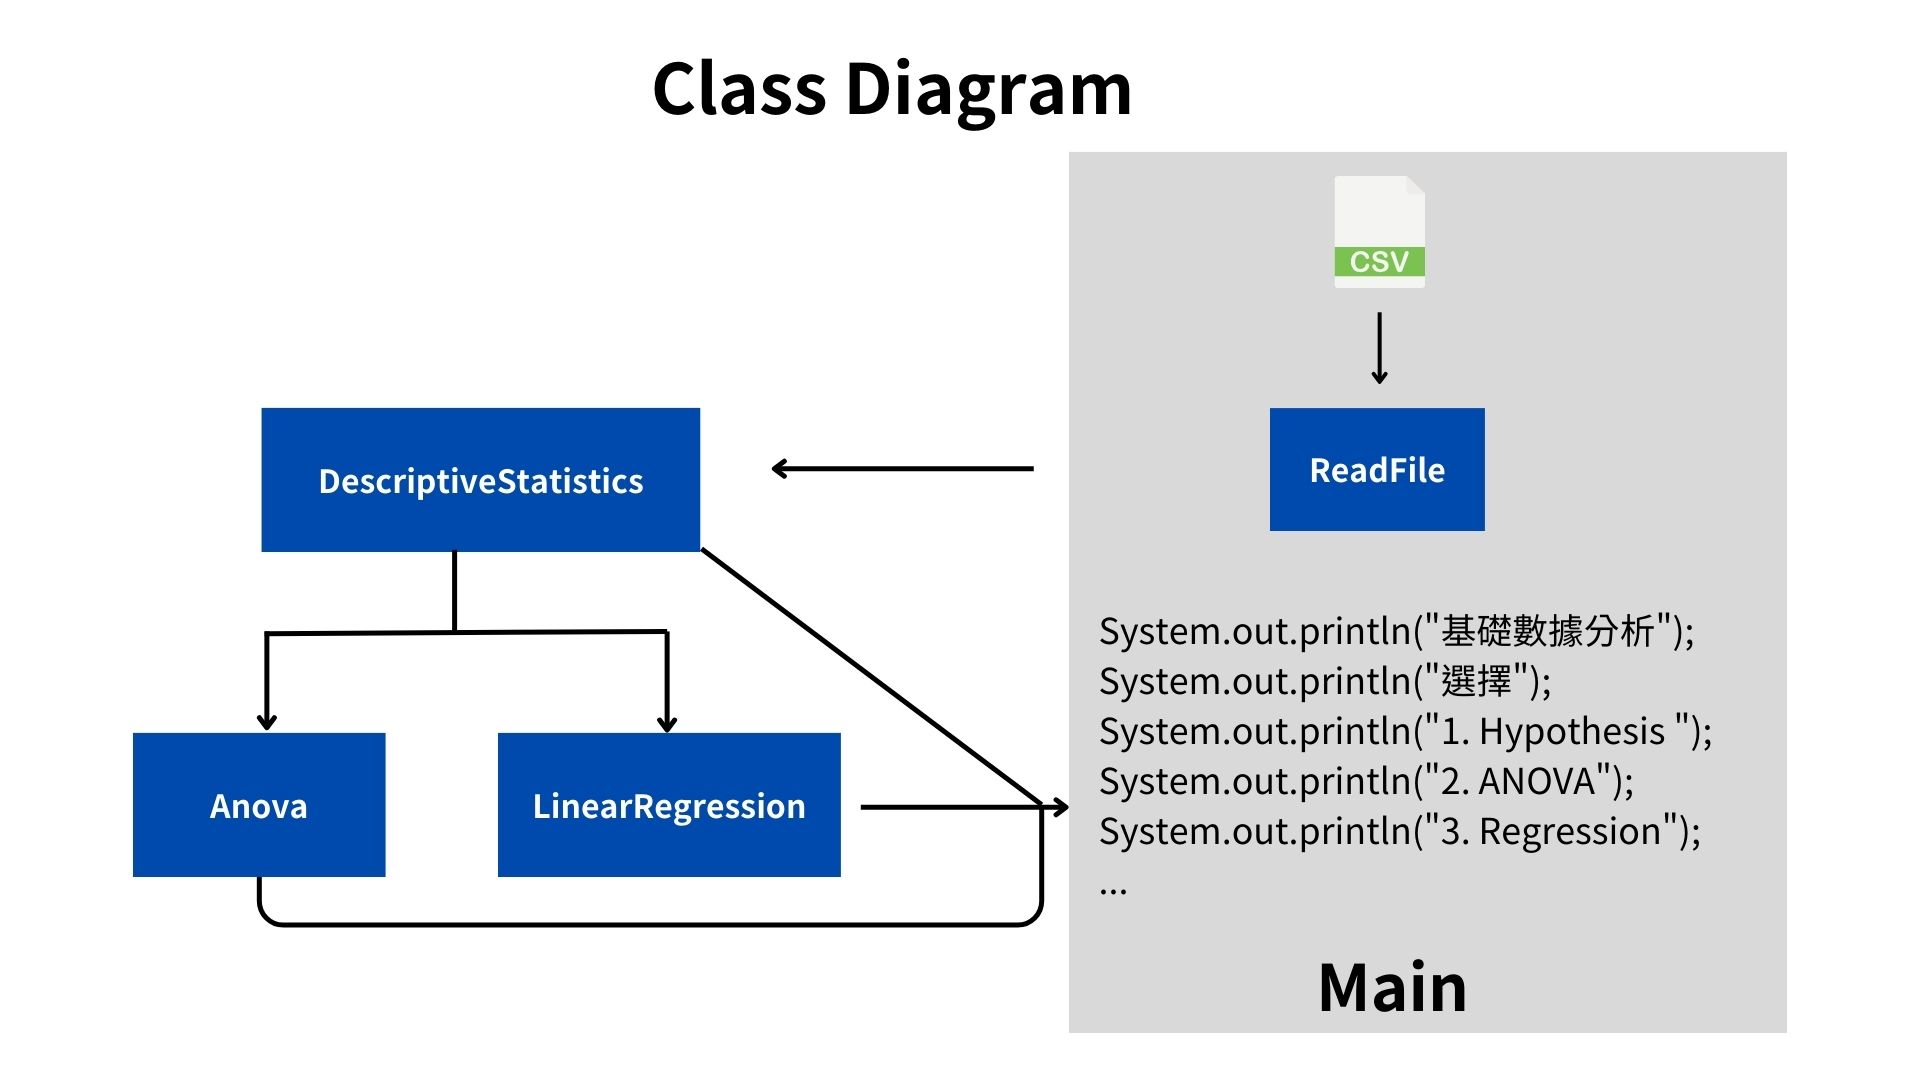 Class Diagram
CSV
DescriptiveStatistics
ReadFile
Anova
LinearRegression
System.out.println("基礎數據分析");
System.out.println("選擇");
System.out.println("1. Hypothesis ");
System.out.println("2. ANOVA");
System.out.println("3. Regression");
...
Main